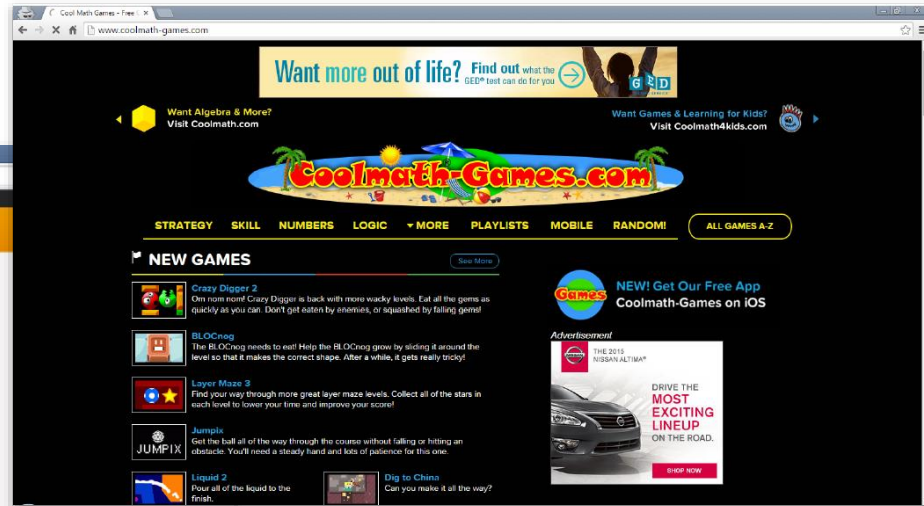 Cool Math Games - Free
www.coolmath-games.com
Want more out of life? Find out what the GED® test can do for you
GED
Want Algebra & More?
Visit Coolmath.com
Want Games & Learning for Kids?
Visit Coolmath4kids.com
Coolmath-Games.com
STRATEGY SKILL NUMBERS LOGIC MORE PLAYLISTS MOBILE RANDOM! ALL GAMES A-Z
NEW GAMES See More
Crazy Digger 2
Om nom nom! Crazy Digger is back with more wacky levels. Eat all the gems as
quickly as you can. Don't get eaten by enemies, or squashed by falling gems!
BLOCnog
The BLOCnog needs to eat! Help the BLOCnog grow by sliding it around the
level so that it makes the correct shape. After a while, it gets really tricky!
Layer Maze 3
Find your way through more great layer maze levels. Collect all of the stars in
each level to lower your time and improve your score!
JUMPIX
Jumpix
Get the ball all of the way through the course without falling or hitting an
obstacle. You'll need a steady hand and lots of patience for this one.
Liquid 2
Pour all of the liquid to the
finish.
Dig to China
Can you make it all the way?
Games
NEW! Get Our Free App
Coolmath-Games on iOS
Advertisement
NISSAN
THE 2015
NISSAN ALTIMA®
DRIVE THE
MOST
EXCITING
LINEUP
ON THE ROAD.
SHOP NOW